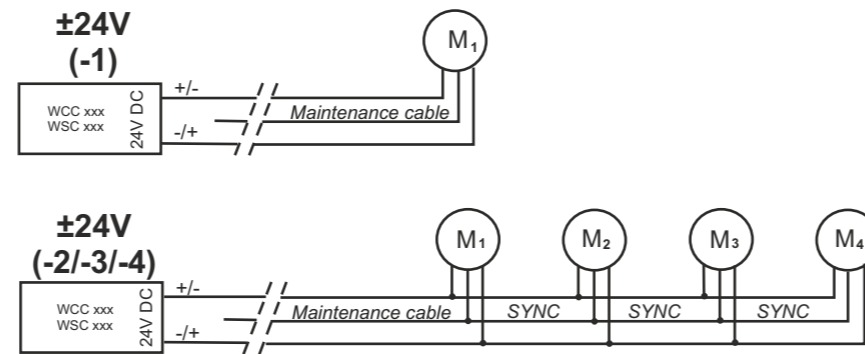 ±24V
(-1)
+/-
WCC xxx
WSC xxx
24V DC
-/+
Maintenance cable
M1
±24V
(-2/-3/-4)
+/-
WCC xxx
WSC xxx
24V DC
-/+
Maintenance cable
SYNC
SYNC
SYNC
M1
M2
M3
M4